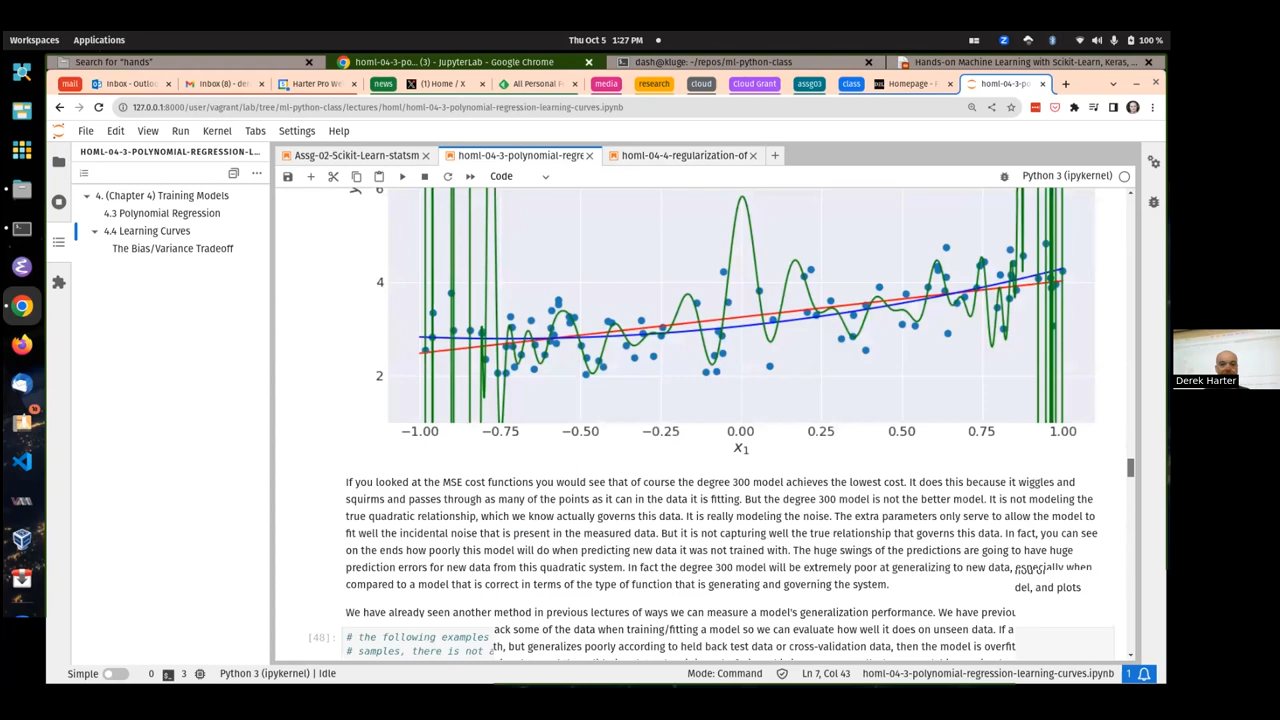 Workspaces Applications Thu Oct 5 1:27 PM 100 %
Search for "hands" homl-04-3-po... (3) - JupyterLab - Google Chrome dash@kluge: ~/repos/ml-python-class Hands-on Machine Learning with Scikit-Learn, Keras, ...
mail Inbox - Outloo Inbox (8) - der Harter Pro We news (1) Home / X All Personal F media research cloud Cloud Grant assg03 class Homepage - F homl-04-3-po
127.0.0.1:8000/user/vagrant/lab/tree/ml-python-class/lectures/homl/homl-04-3-polynomial-regression-learning-curves.ipynb
File Edit View Run Kernel Tabs Settings Help
HOML-04-3-POLYNOMIAL-REGRESSION-L... Assg-02-Scikit-Learn-statsm homl-04-3-polynomial-regre homl-04-4-regularization-of
Code Python 3 (ipykernel)
4. (Chapter 4) Training Models
4.3 Polynomial Regression
4.4 Learning Curves
The Bias/Variance Tradeoff
y
6
4
2
−1.00 −0.75 −0.50 −0.25 0.00 0.25 0.50 0.75 1.00
x1
If you looked at the MSE cost functions you would see that of course the degree 300 model achieves the lowest cost. It does this because it wiggles and
squirms and passes through as many of the points as it can in the data it is fitting. But the degree 300 model is not the better model. It is not modeling the
true quadratic relationship, which we know actually governs this data. It is really modeling the noise. The extra parameters only serve to allow the model to
fit well the incidental noise that is present in the measured data. But it is not capturing well the true relationship that governs this data. In fact, you can see
on the ends how poorly this model will do when predicting new data it was not trained with. The huge swings of the predictions are going to have huge
prediction errors for new data from this quadratic system. In fact the degree 300 model will be extremely poor at generalizing to new data, especially when
compared to a model that is correct in terms of the type of function that is generating and governing the system.
del, and plots
We have already seen another method in previous lectures of ways we can measure a model's generalization performance. We have previou
ack some of the data when training/fitting a model so we can evaluate how well it does on unseen data. If a
[48]: # the following examples
th, but generalizes poorly according to held back test data or cross-validation data, then the model is overfit
# samples, there is not a
Simple 0 3 Python 3 (ipykernel) | Idle Mode: Command Ln 7, Col 43 homl-04-3-polynomial-regression-learning-curves.ipynb 1
Derek Harter